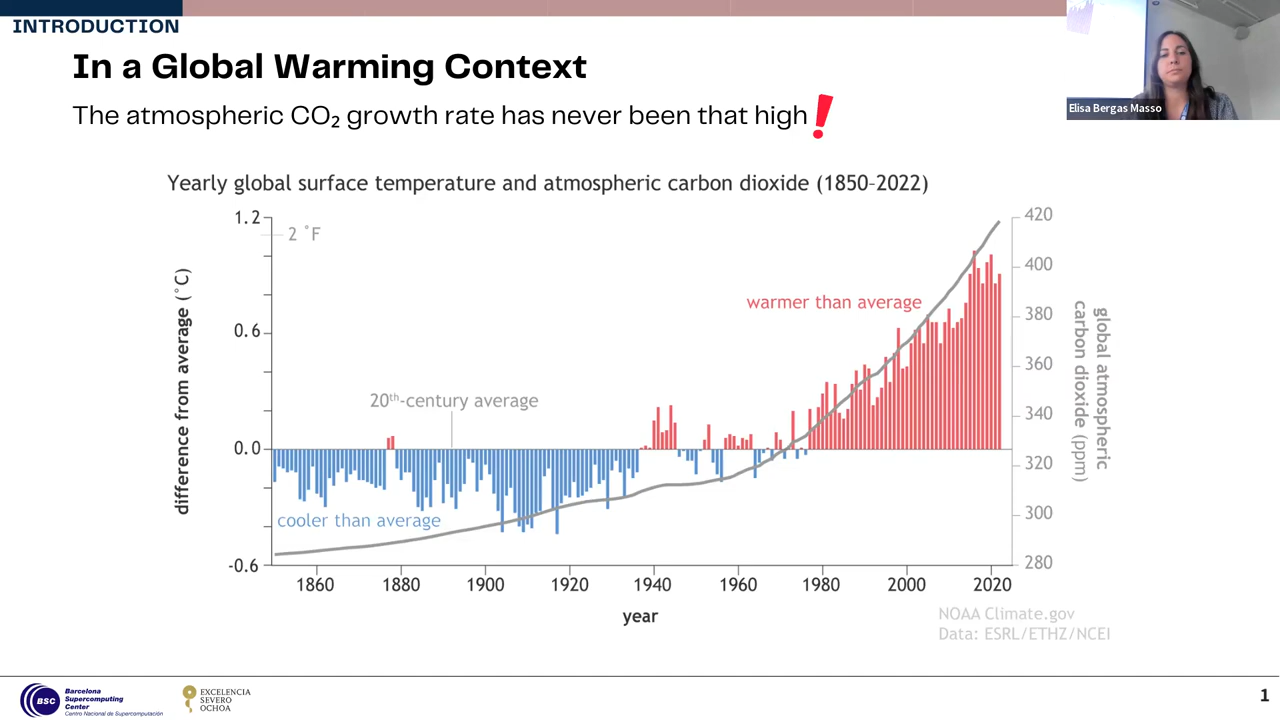 INTRODUCTION
In a Global Warming Context
The atmospheric CO₂ growth rate has never been that high!
Elisa Bergas Masso
Yearly global surface temperature and atmospheric carbon dioxide (1850-2022)
1.2
2 °F
0.6
0.0
-0.6
difference from average (°C)
warmer than average
20th-century average
cooler than average
420
400
380
360
340
320
300
280
global atmospheric
carbon dioxide (ppm)
1860 1880 1900 1920 1940 1960 1980 2000 2020
year
NOAA Climate.gov
Data: ESRL/ETHZ/NCEI
BSC
Barcelona
Supercomputing
Center
Centro Nacional de Supercomputación
EXCELENCIA
SEVERO
OCHOA
1